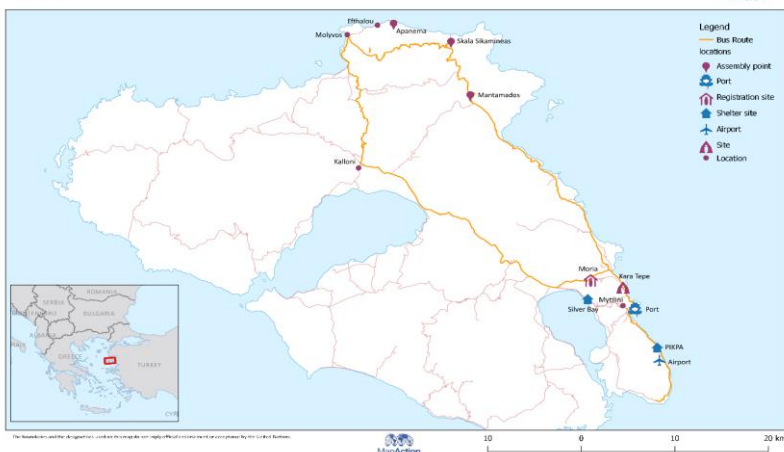 Efthalou
Apanema
Molyvos
Skala Sikamineas
Mantamados
Kalloni
Moria
Kara Tepe
Mytilini
Silver Bay
Port
PIKPA
Airport
Legend
Bus Route
locations
Assembly point
Port
Registration site
Shelter site
Airport
Site
Location
ROMANIA
SERBIA
BULGARIA
GREECE
TURKEY
MapAction
10 0 10 20 km